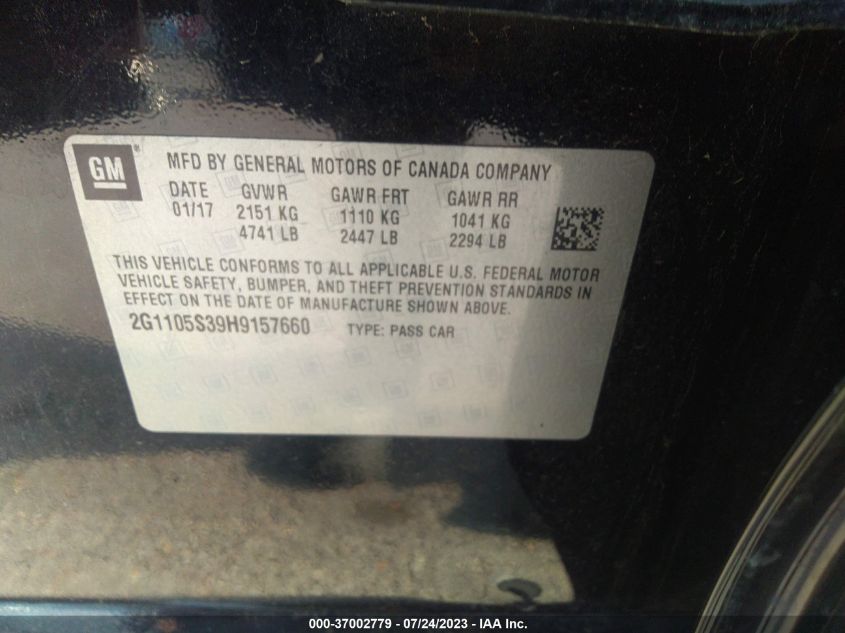 GM
MFD BY GENERAL MOTORS OF CANADA COMPANY
DATE GVWR GAWR FRT GAWR RR
01/17 2151 KG 1110 KG 1041 KG
4741 LB 2447 LB 2294 LB
THIS VEHICLE CONFORMS TO ALL APPLICABLE U.S. FEDERAL MOTOR
VEHICLE SAFETY, BUMPER, AND THEFT PREVENTION STANDARDS IN
EFFECT ON THE DATE OF MANUFACTURE SHOWN ABOVE.
2G1105S39H9157660 TYPE: PASS CAR
000-37002779 / 07/24/2023 - IAA Inc.